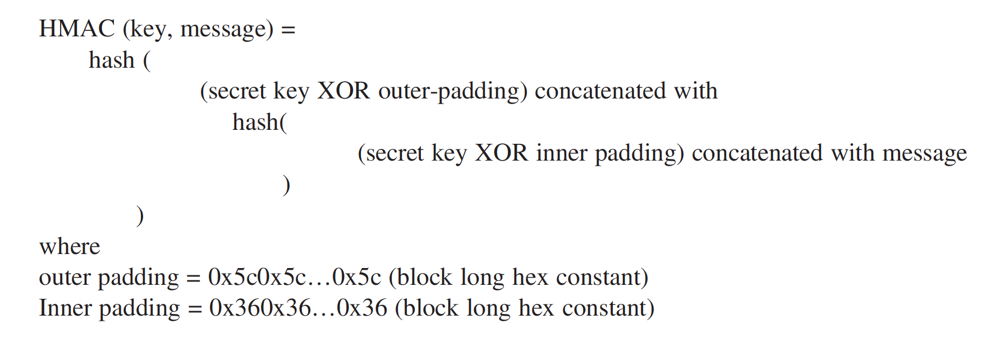 HMAC (key, message) =
hash (
(secret key XOR outer-padding) concatenated with
hash(
(secret key XOR inner padding) concatenated with message
)
)
where
outer padding = 0x5c0x5c…0x5c (block long hex constant)
Inner padding = 0x360x36…0x36 (block long hex constant)